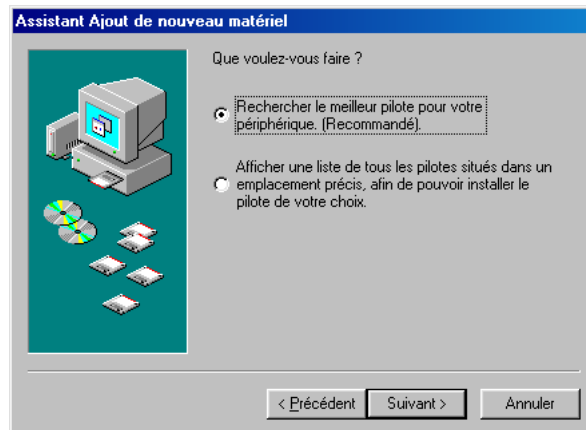 Assistant Ajout de nouveau matériel
Que voulez-vous faire ?
Rechercher le meilleur pilote pour votre
périphérique. (Recommandé).
Afficher une liste de tous les pilotes situés dans un
emplacement précis, afin de pouvoir installer le
pilote de votre choix.
< Précédent
Suivant >
Annuler